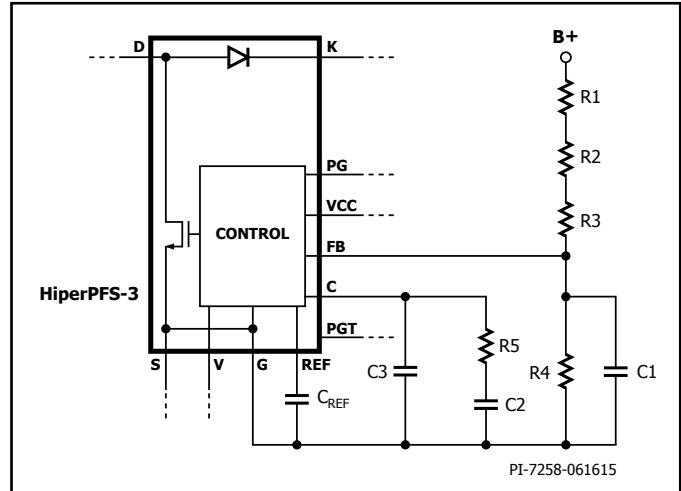 D
K
B+
R1
R2
R3
PG
VCC
CONTROL
FB
HiperPFS-3
C
PGT
S
V
G
REF
C3
R5
R4
C1
CREF
C2
PI-7258-061615